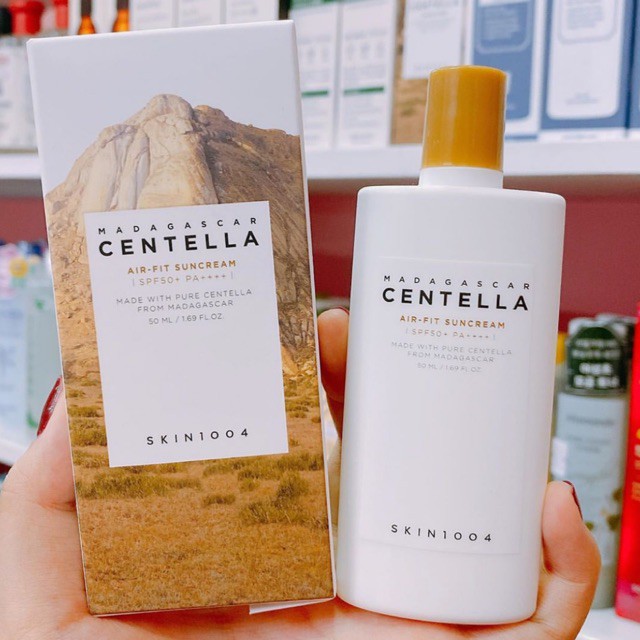 MADAGASCAR
CENTELLA
AIR-FIT SUNCREAM
| SPF50+ PA++++ |
MADE WITH PURE CENTELLA
FROM MADAGASCAR
50 ML / 1.69 FL.OZ.
SKIN1004
MADAGASCAR
CENTELLA
AIR-FIT SUNCREAM
| SPF50+ PA++++ |
MADE WITH PURE CENTELLA
FROM MADAGASCAR
50 ML / 1.69 FL.OZ.
SKIN1004